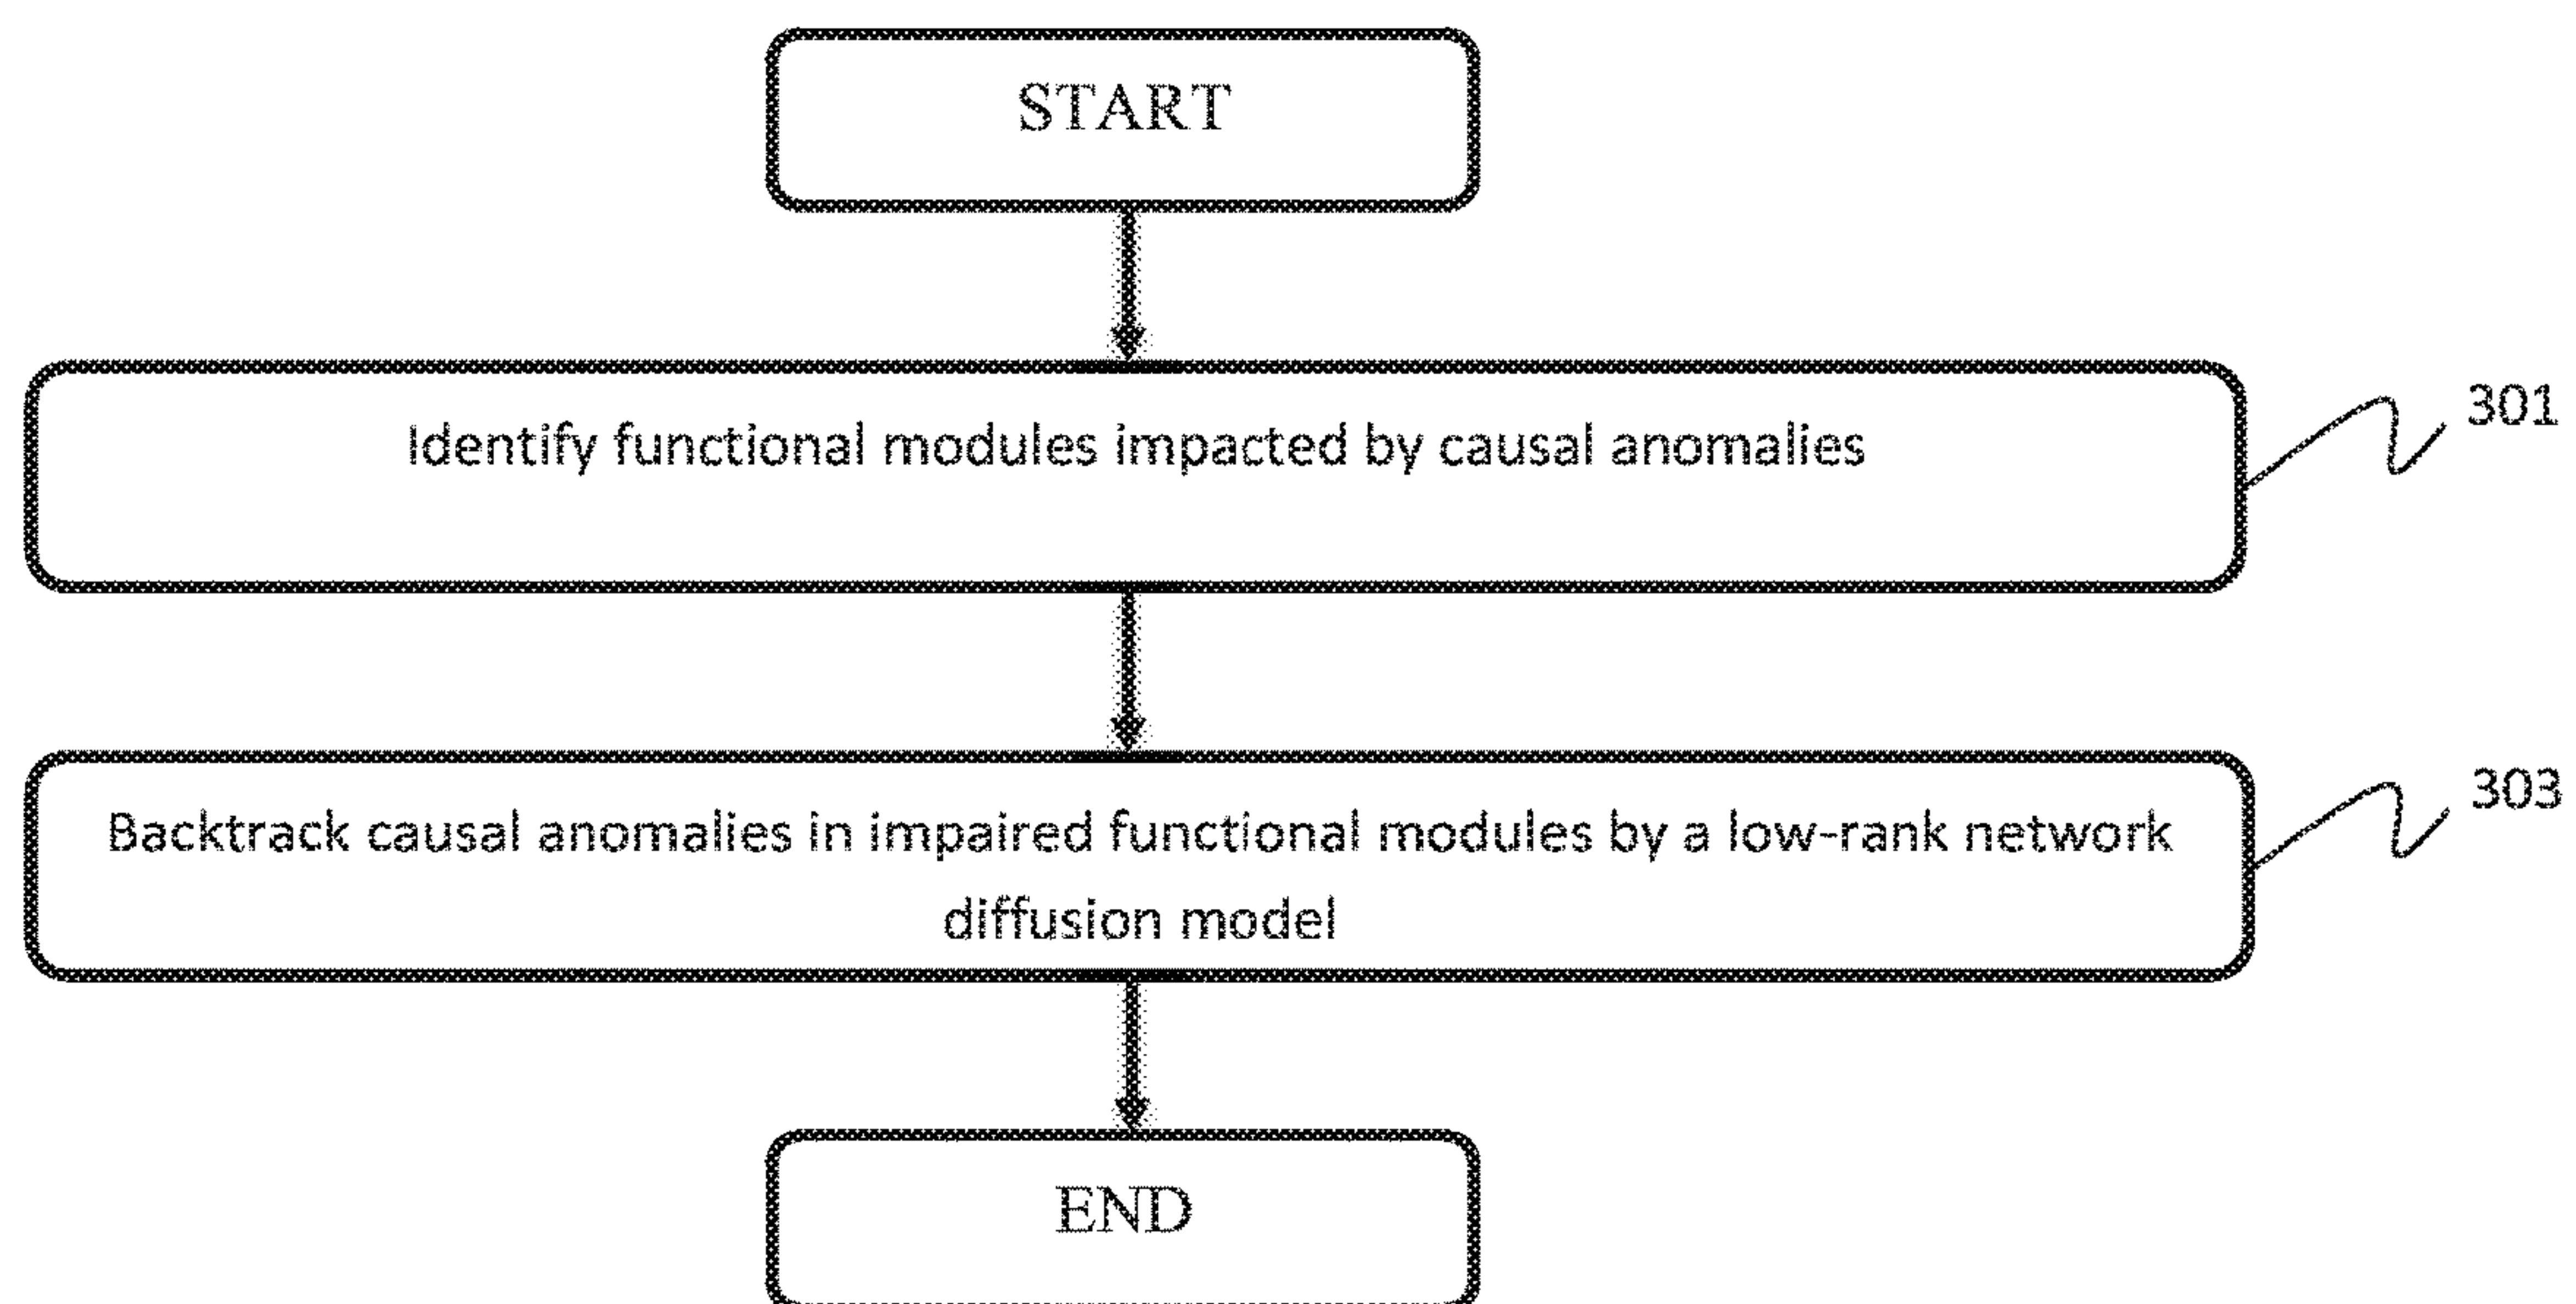 START
Identify functional modules impacted by causal anomalies
301
Backtrack causal anomalies in impaired functional modules by a low-rank network
diffusion model
303
END